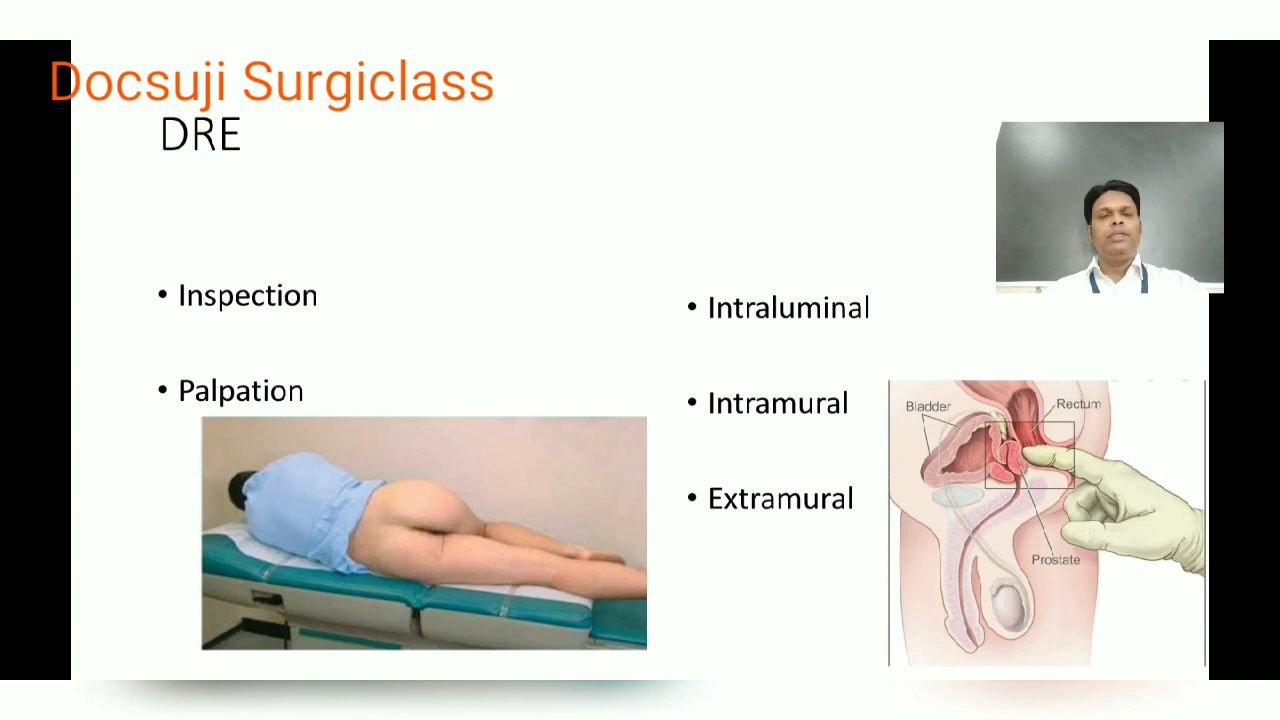 Docsuji Surgiclass
DRE
• Inspection
• Palpation
• Intraluminal
• Intramural
• Extramural
Bladder
Rectum
Prostate